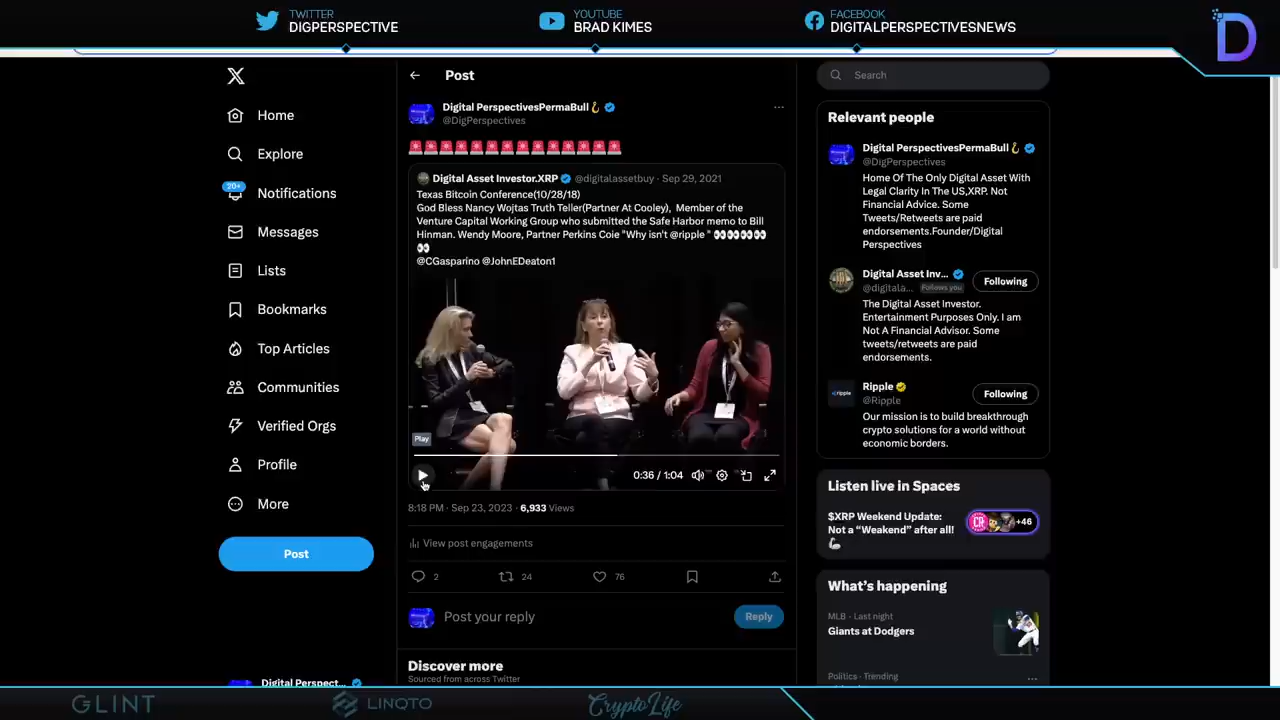 TWITTER
DIGPERSPECTIVE
YOUTUBE
BRAD KIMES
FACEBOOK
DIGITALPERSPECTIVESNEWS
Home
Explore
20+
Notifications
Messages
Lists
Bookmarks
Top Articles
Communities
Verified Orgs
Profile
More
Post
Digital Perspect...
Post
Digital PerspectivesPermaBull
@DigPerspectives
Digital Asset Investor.XRP @digitalassetbuy · Sep 29, 2021
Texas Bitcoin Conference(10/28/18)
God Bless Nancy Wojtas Truth Teller(Partner At Cooley), Member of the
Venture Capital Working Group who submitted the Safe Harbor memo to Bill
Hinman. Wendy Moore, Partner Perkins Coie "Why isn't @ripple " 👀👀👀👀👀
👀
@CGasparino @JohnEDeaton1
Play
0:36 / 1:04
8:18 PM · Sep 23, 2023 · 6,933 Views
View post engagements
2
24
76
Post your reply
Reply
Discover more
Sourced from across Twitter
Search
Relevant people
Digital PerspectivesPermaBull
@DigPerspectives
Home Of The Only Digital Asset With
Legal Clarity In The US,XRP. Not
Financial Advice. Some
Tweets/Retweets are paid
endorsements.Founder/Digital
Perspectives
Digital Asset Inv...
@digitala... Follows you
Following
The Digital Asset Investor.
Entertainment Purposes Only. I am
Not A Financial Advisor. Some
tweets/retweets are paid
endorsements.
Ripple
@Ripple
Following
Our mission is to build breakthrough
crypto solutions for a world without
economic borders.
Listen live in Spaces
$XRP Weekend Update:
Not a “Weekend” after all!
+46
What’s happening
MLB · Last night
Giants at Dodgers
Politics · Trending
GLINT
LINQTO
CryptoLife